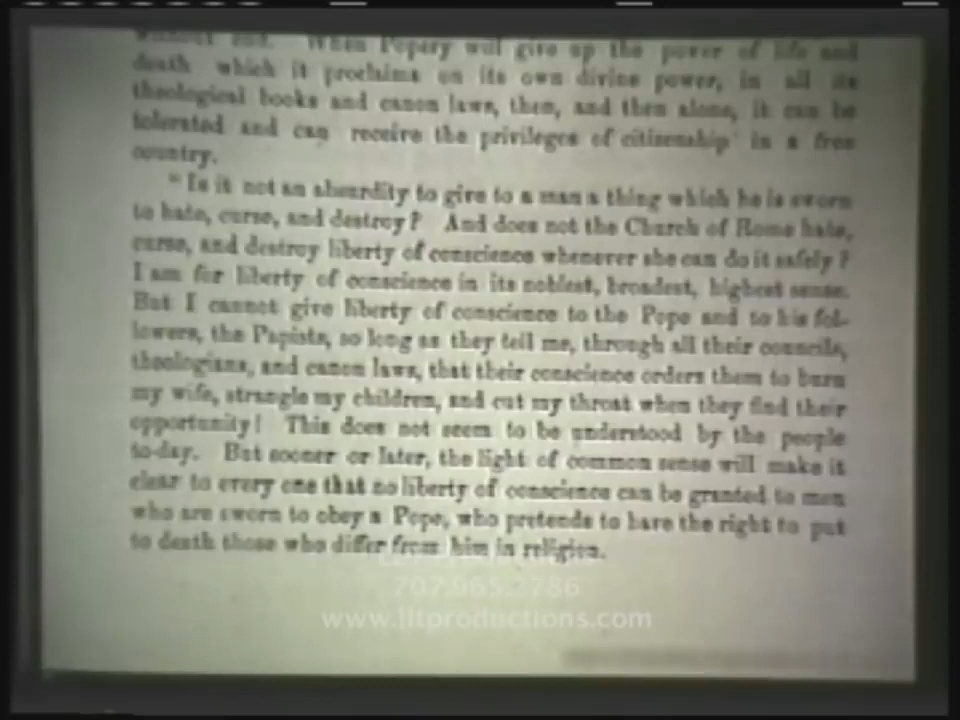 without end. When Popery will give up the power of life and
death which it proclaims on its own divine power, in all its
theological books and canon laws, then, and then alone, it can be
tolerated and can receive the privileges of citizenship in a free
country.
"Is it not an absurdity to give to a man a thing which he is sworn
to hate, curse, and destroy? And does not the Church of Rome hate,
curse, and destroy liberty of conscience whenever she can do it safely?
I am for liberty of conscience in its noblest, broadest, highest sense.
But I cannot give liberty of conscience to the Pope and to his fol-
lowers, the Papists, so long as they tell me, through all their councils,
theologians, and canon laws, that their conscience orders them to burn
my wife, strangle my children, and cut my throat when they find their
opportunity! This does not seem to be understood by the people
to-day. But sooner or later, the light of common sense will make it
clear to every one that no liberty of conscience can be granted to men
who are sworn to obey a Pope, who pretends to have the right to put
to death those who differ from him in religion.
707.965.2786
www.litproductions.com